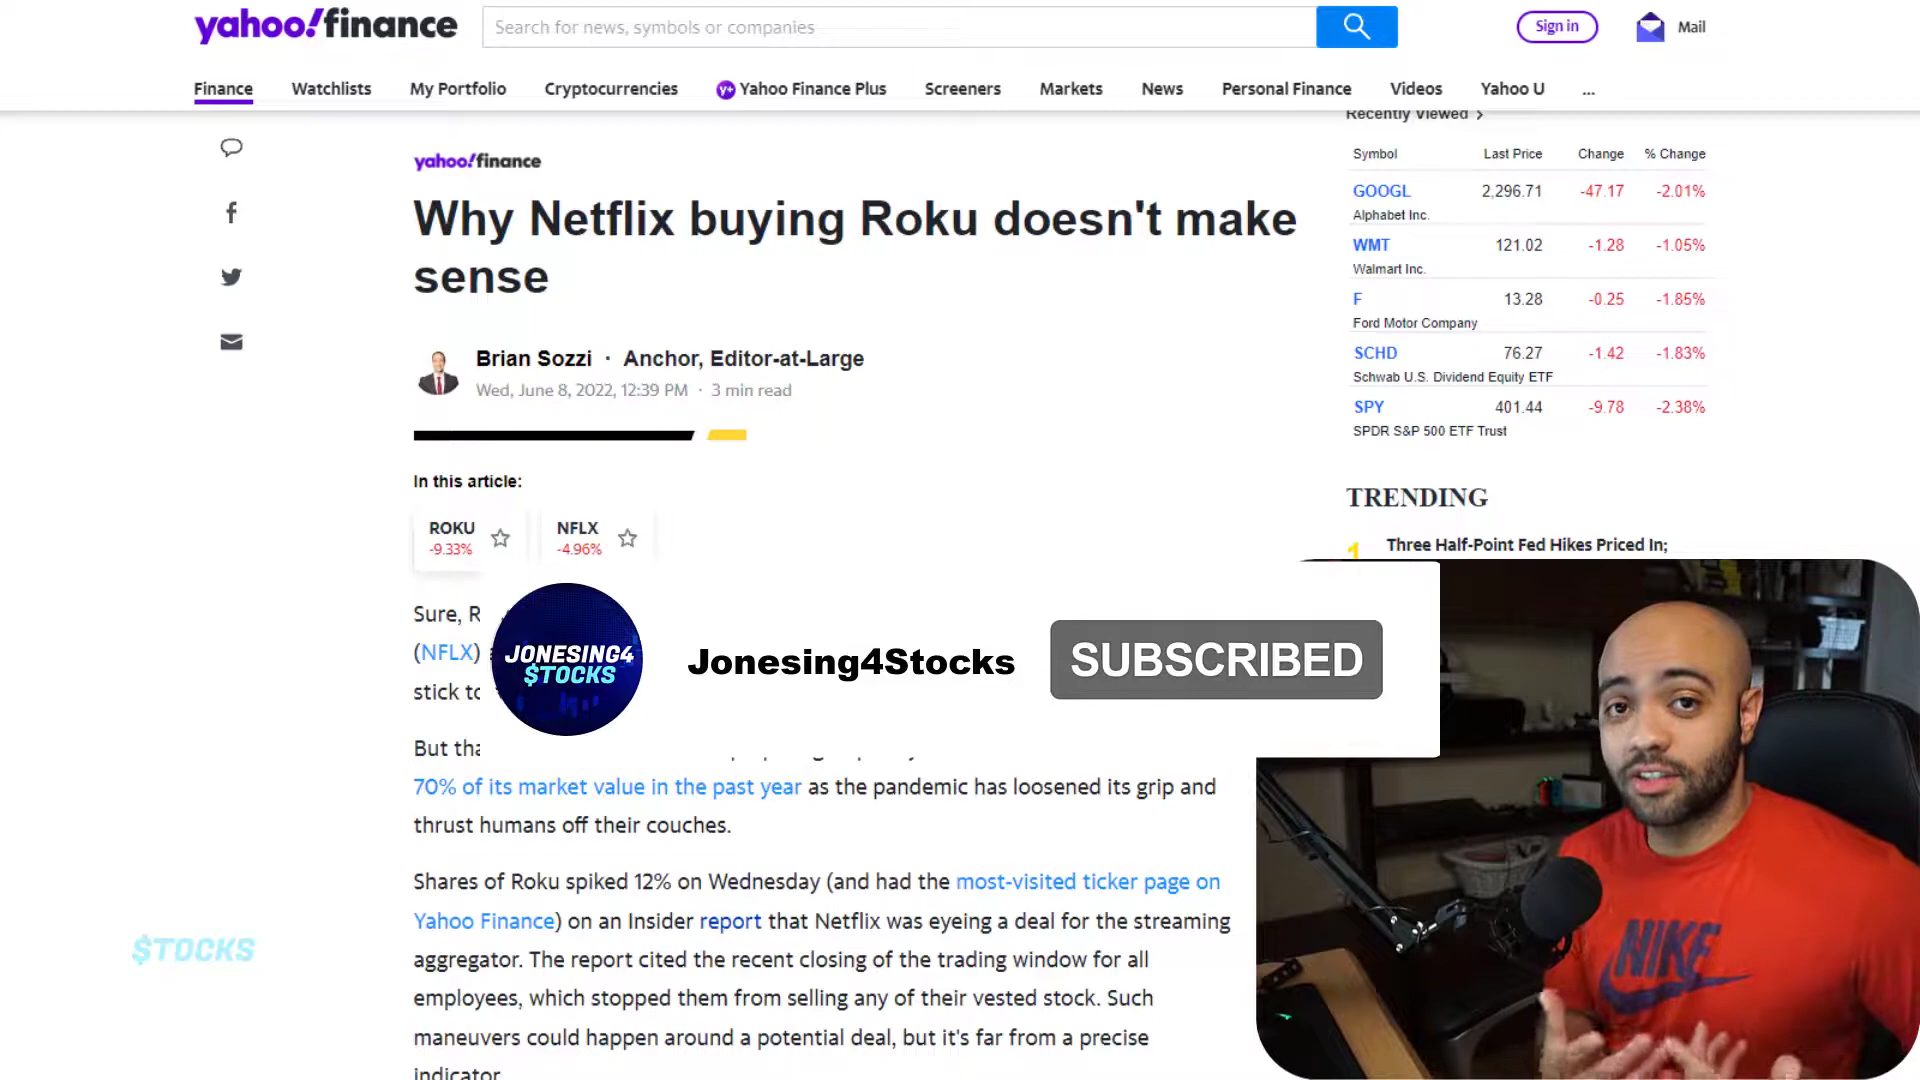 yahoo!finance
Search for news, symbols or companies
Sign in
Mail
Finance
Watchlists
My Portfolio
Cryptocurrencies
Y+ Yahoo Finance Plus
Screeners
Markets
News
Personal Finance
Videos
Yahoo U
...
Recently Viewed >
Symbol Last Price Change % Change
GOOGL 2,296.71 -47.17 -2.01%
Alphabet Inc.
WMT 121.02 -1.28 -1.05%
Walmart Inc.
F 13.28 -0.25 -1.85%
Ford Motor Company
SCHD 76.27 -1.42 -1.83%
Schwab U.S. Dividend Equity ETF
SPY 401.44 -9.78 -2.38%
SPDR S&P 500 ETF Trust
TRENDING
1 Three Half-Point Fed Hikes Priced In;
yahoo!finance
Why Netflix buying Roku doesn't make
sense
Brian Sozzi · Anchor, Editor-at-Large
Wed, June 8, 2022, 12:39 PM · 3 min read
In this article:
ROKU
-9.33%
NFLX
-4.96%
Sure, R
(NFLX)
stick to
But tha
70% of its market value in the past year as the pandemic has loosened its grip and
thrust humans off their couches.
Shares of Roku spiked 12% on Wednesday (and had the most-visited ticker page on
Yahoo Finance) on an Insider report that Netflix was eyeing a deal for the streaming
aggregator. The report cited the recent closing of the trading window for all
employees, which stopped them from selling any of their vested stock. Such
maneuvers could happen around a potential deal, but it's far from a precise
indicator.
JONESING4
$TOCKS
Jonesing4Stocks
SUBSCRIBED
$TOCKS
NIKE